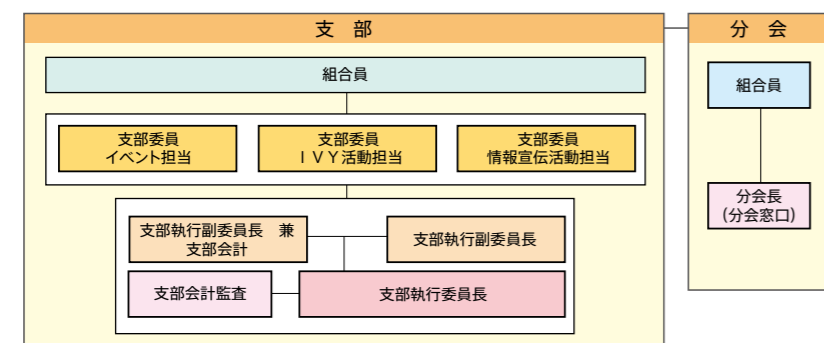 支　部
組合員
支部委員
イベント担当
支部委員
ＩＶＹ活動担当
支部委員
情報宣伝活動担当
支部執行副委員長　兼
支部会計
支部執行副委員長
支部会計監査
支部執行委員長
分　会
組合員
分会長
(分会窓口)